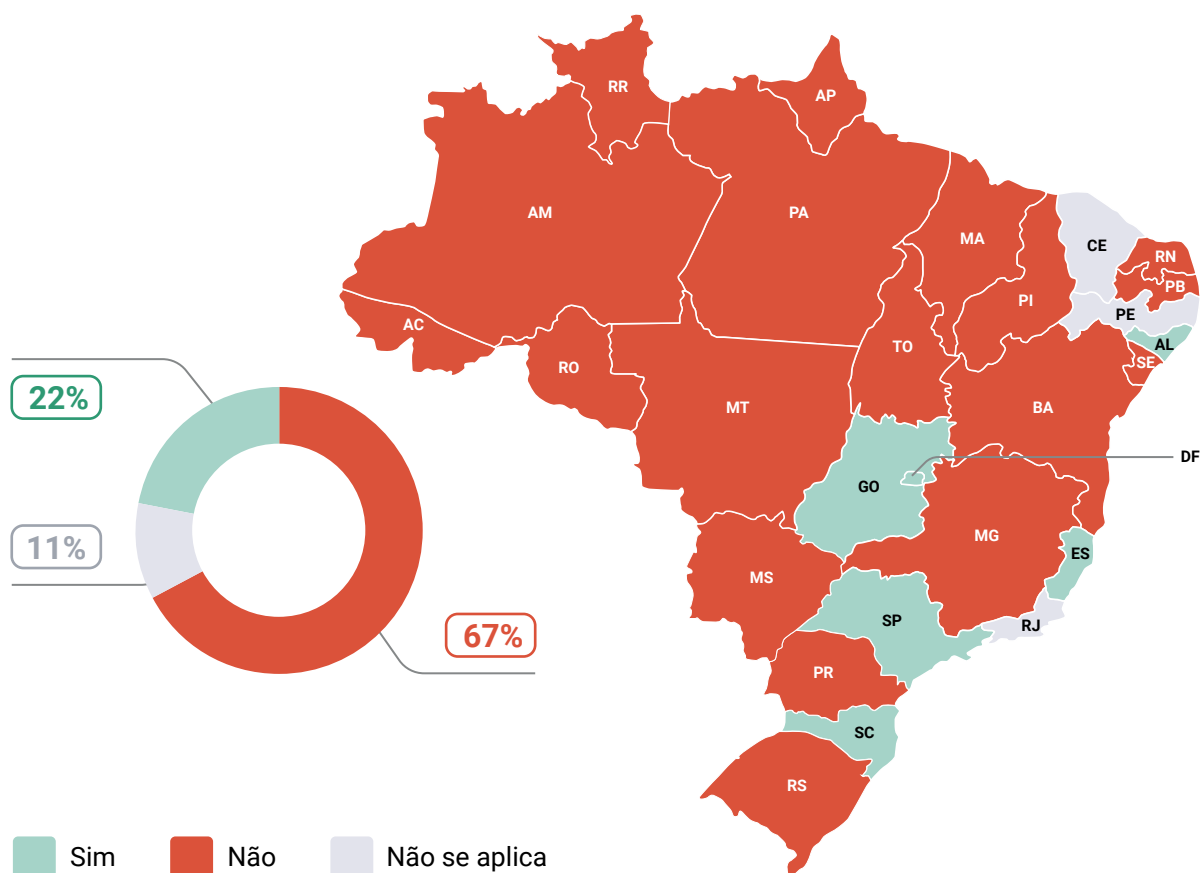 RR
AP
AM
PA
MA
CE
RN
PB
PI
PE
AC
AL
TO
SE
RO
MT
BA
22%
DF
GO
MG
11%
ES
MS
SP
RJ
67%
PR
SC
RS
Sim
Não
Não se aplica